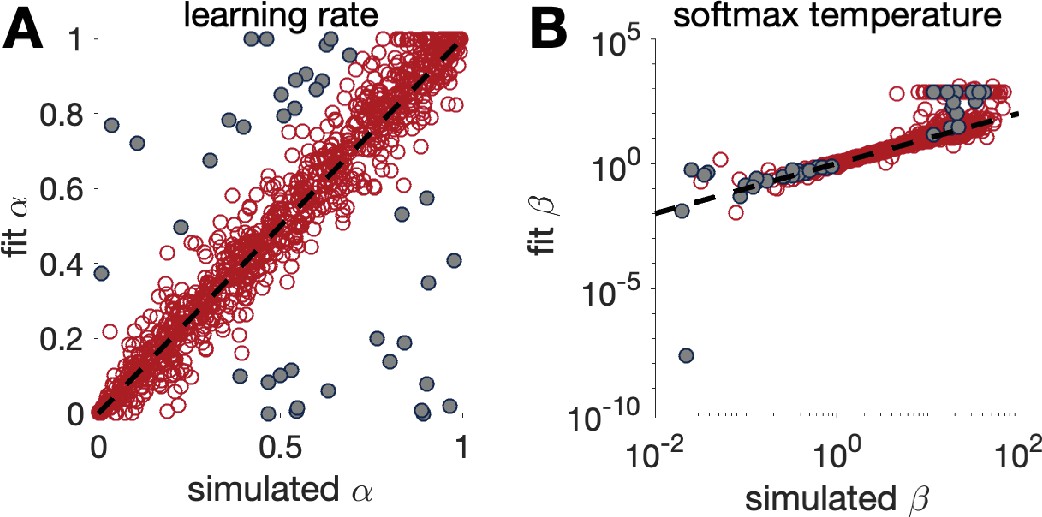 A
learning rate
1
0.8
0.6
0.4
0.2
0
fit α
0
0.5
1
simulated α
B
softmax temperature
10^5
10^0
10^-5
10^-10
fit β
10^-2
10^0
10^2
simulated β